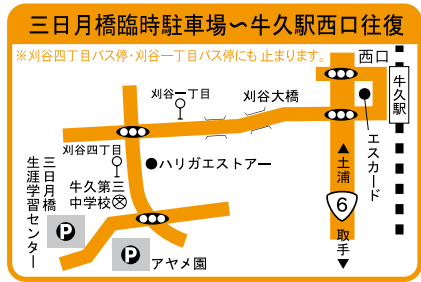 三日月橋臨時駐車場〜牛久駅西口往復
※刈谷四丁目バス停・刈谷一丁目バス停にも 止まります。
西口
牛久駅
刈谷一丁目
刈谷大橋
エスカード
刈谷四丁目
ハリガエストアー
▲土浦
6
取手▼
牛久第三
中学校
文
三日月橋
生涯学習センター
P
P
アヤメ園